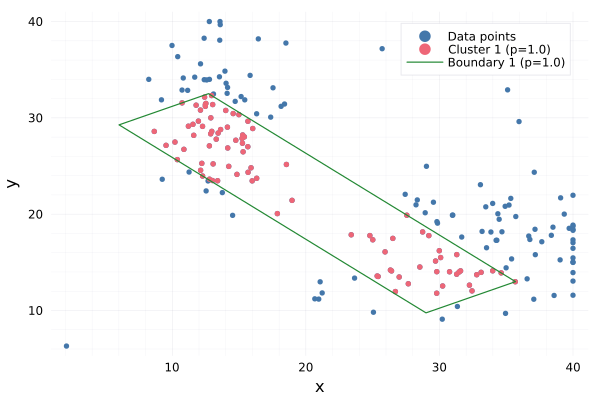 40
30
20
10
y
Data points
Cluster 1 (p=1.0)
Boundary 1 (p=1.0)
10 20 30 40
x